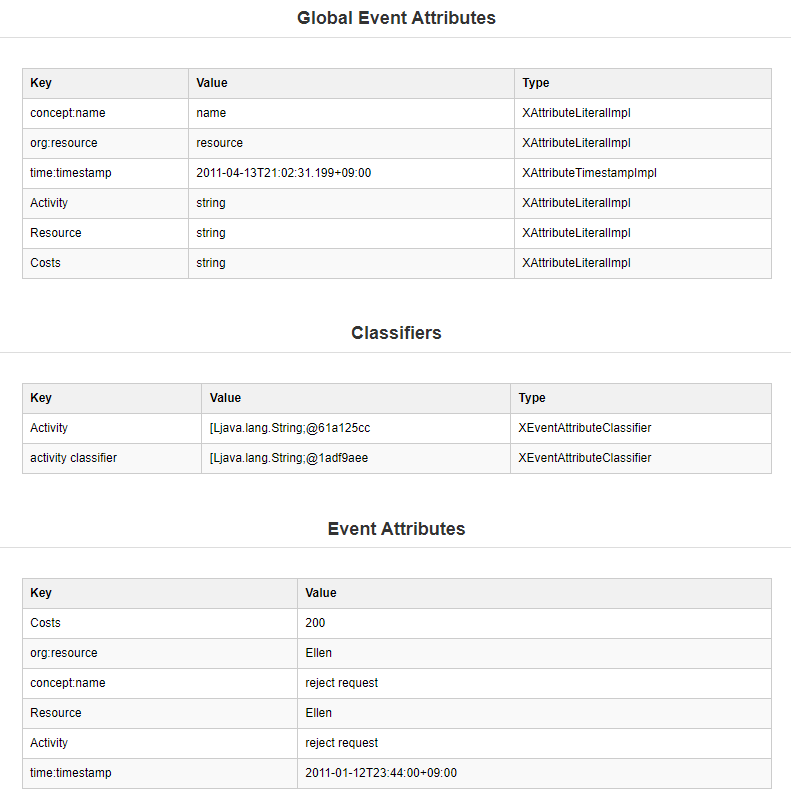 Global Event Attributes
Key Value Type
concept:name name XAttributeLiteralImpl
org:resource resource XAttributeLiteralImpl
time:timestamp 2011-04-13T21:02:31.199+09:00 XAttributeTimestampImpl
Activity string XAttributeLiteralImpl
Resource string XAttributeLiteralImpl
Costs string XAttributeLiteralImpl
Classifiers
Key Value Type
Activity [Ljava.lang.String;@61a125cc XEventAttributeClassifier
activity classifier [Ljava.lang.String;@1adf9aee XEventAttributeClassifier
Event Attributes
Key Value
Costs 200
org:resource Ellen
concept:name reject request
Resource Ellen
Activity reject request
time:timestamp 2011-01-12T23:44:00+09:00